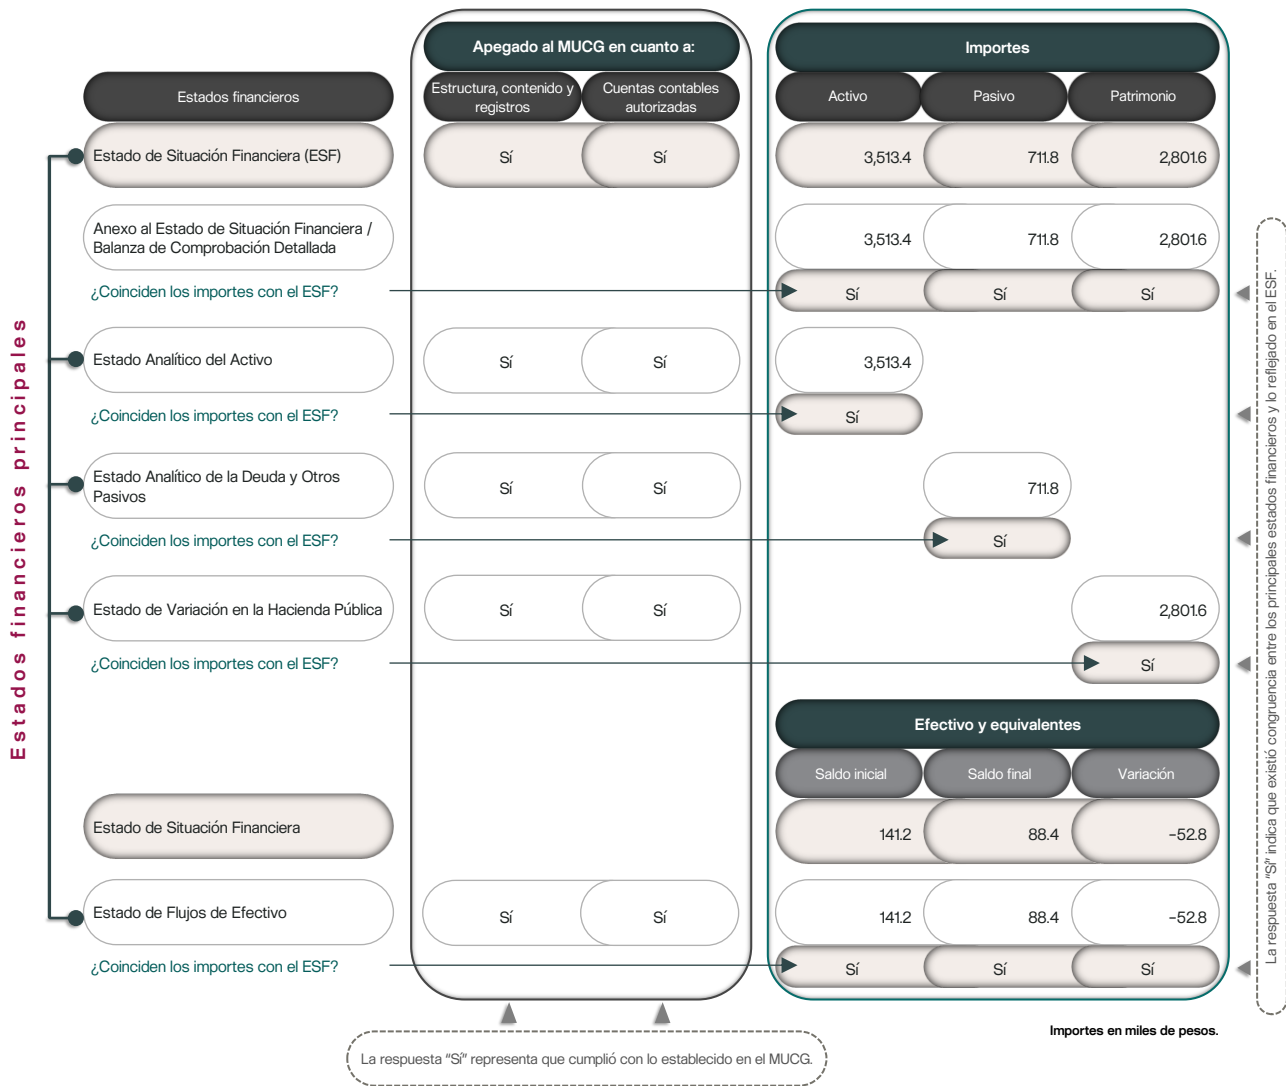 Apegado al MUCG en cuanto a:
Importes
Estados financieros
Estructura, contenido y
registros
Cuentas contables
autorizadas
Activo
Pasivo
Patrimonio
Estados financieros principales
Estado de Situación Financiera (ESF)
Sí
Sí
3,513.4
711.8
2,801.6
Anexo al Estado de Situación Financiera /
Balanza de Comprobación Detallada
3,513.4
711.8
2,801.6
¿Coinciden los importes con el ESF?
Sí
Sí
Sí
Estado Analítico del Activo
Sí
Sí
3,513.4
¿Coinciden los importes con el ESF?
Sí
Estado Analítico de la Deuda y Otros
Pasivos
Sí
Sí
711.8
¿Coinciden los importes con el ESF?
Sí
Estado de Variación en la Hacienda Pública
Sí
Sí
2,801.6
¿Coinciden los importes con el ESF?
Sí
Efectivo y equivalentes
Saldo inicial
Saldo final
Variación
Estado de Situación Financiera
141.2
88.4
-52.8
Estado de Flujos de Efectivo
Sí
Sí
141.2
88.4
-52.8
¿Coinciden los importes con el ESF?
Sí
Sí
Sí
La respuesta "Sí" indica que existió congruencia entre los principales estados financieros y lo reflejado en el ESF.
Importes en miles de pesos.
La respuesta "Sí" representa que cumplió con lo establecido en el MUCG.